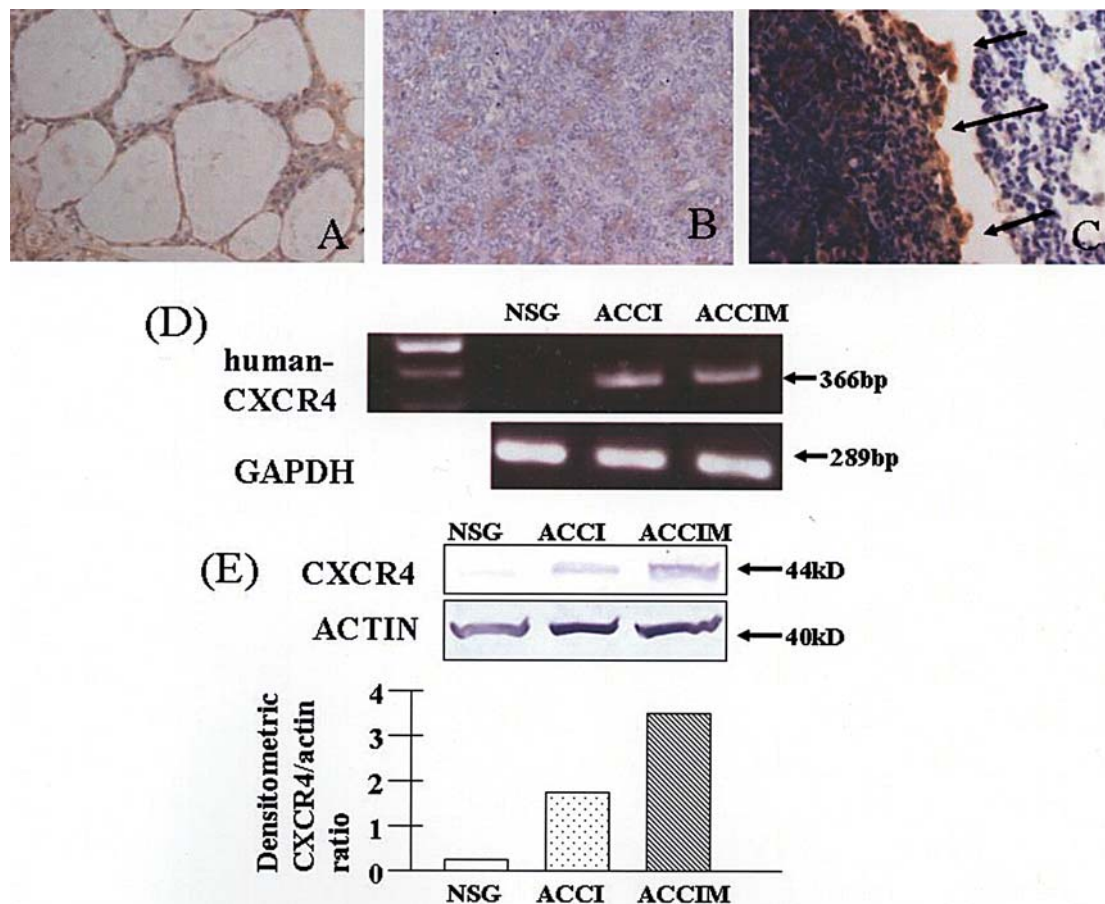 A
B
C
(D)
NSG ACCI ACCIM
human-
CXCR4
366bp
GAPDH
289bp
(E)
NSG ACCI ACCIM
CXCR4
44kD
ACTIN
40kD
Densitometric
CXCR4/actin
ratio
4
3
2
1
0
NSG ACCI ACCIM